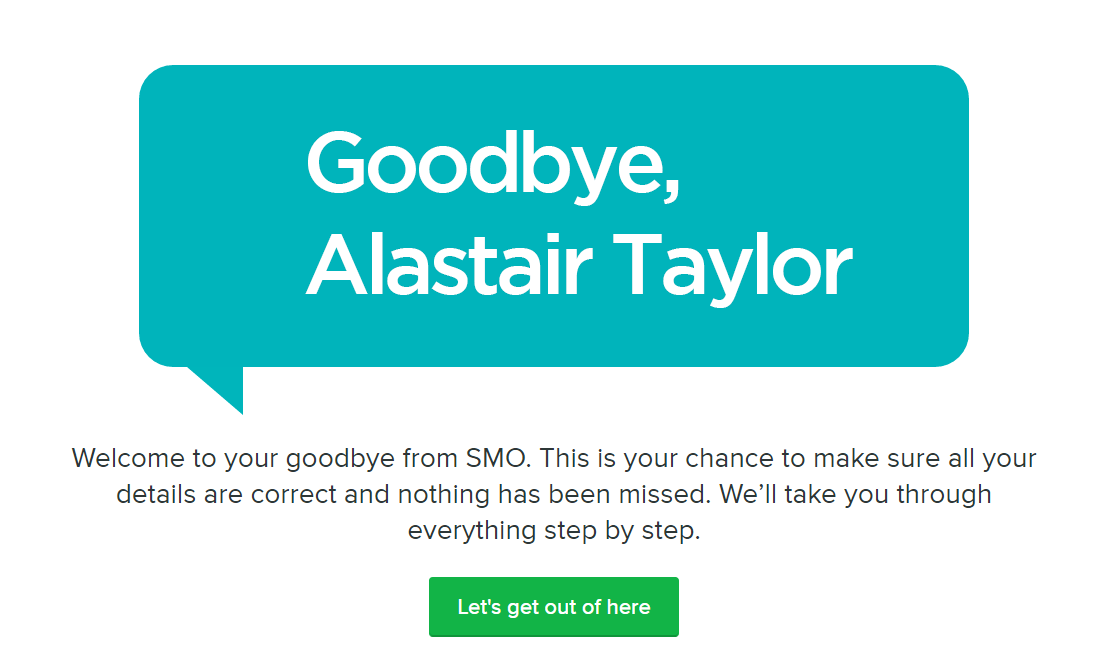 Goodbye,
Alastair Taylor
Welcome to your goodbye from SMO. This is your chance to make sure all your
details are correct and nothing has been missed. We’ll take you through
everything step by step.
Let's get out of here